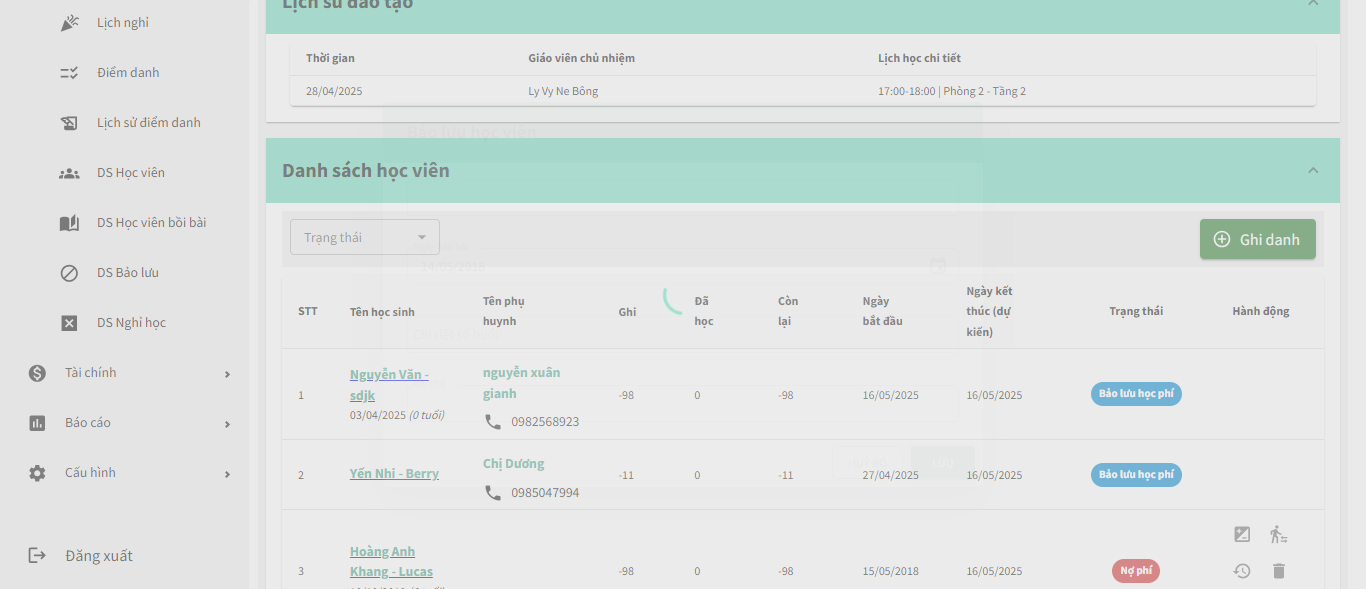 Lịch nghỉ
Điểm danh
Lịch sử điểm danh
DS Học viên
DS Học viên bồi bài
DS Bảo lưu
DS Nghỉ học
Tài chính
Báo cáo
Cấu hình
Đăng xuất
Lịch sử đào tạo
Thời gian
Giáo viên chủ nhiệm
Lịch học chi tiết
28/04/2025
Ly Vy Ne Bông
17:00-18:00 | Phòng 2 - Tầng 2
Bảo lưu học viên
Danh sách học viên
Trạng thái
Ghi danh
14/05/2018
STT
Tên học sinh
Tên phụ
huynh
Ghi
Đã
học
Còn
lại
Ngày
bắt đầu
Ngày kết
thúc (dự
kiến)
Trạng thái
Hành động
1
Nguyễn Văn -
sdjk
03/04/2025 (0 tuổi)
nguyễn xuân
gianh
0982568923
-98
0
-98
16/05/2025
16/05/2025
Bảo lưu học phí
2
Yến Nhi - Berry
Chị Dương
0985047994
-11
0
-11
27/04/2025
16/05/2025
Bảo lưu học phí
3
Hoàng Anh
Khang - Lucas
-98
0
-98
15/05/2018
16/05/2025
Nợ phí